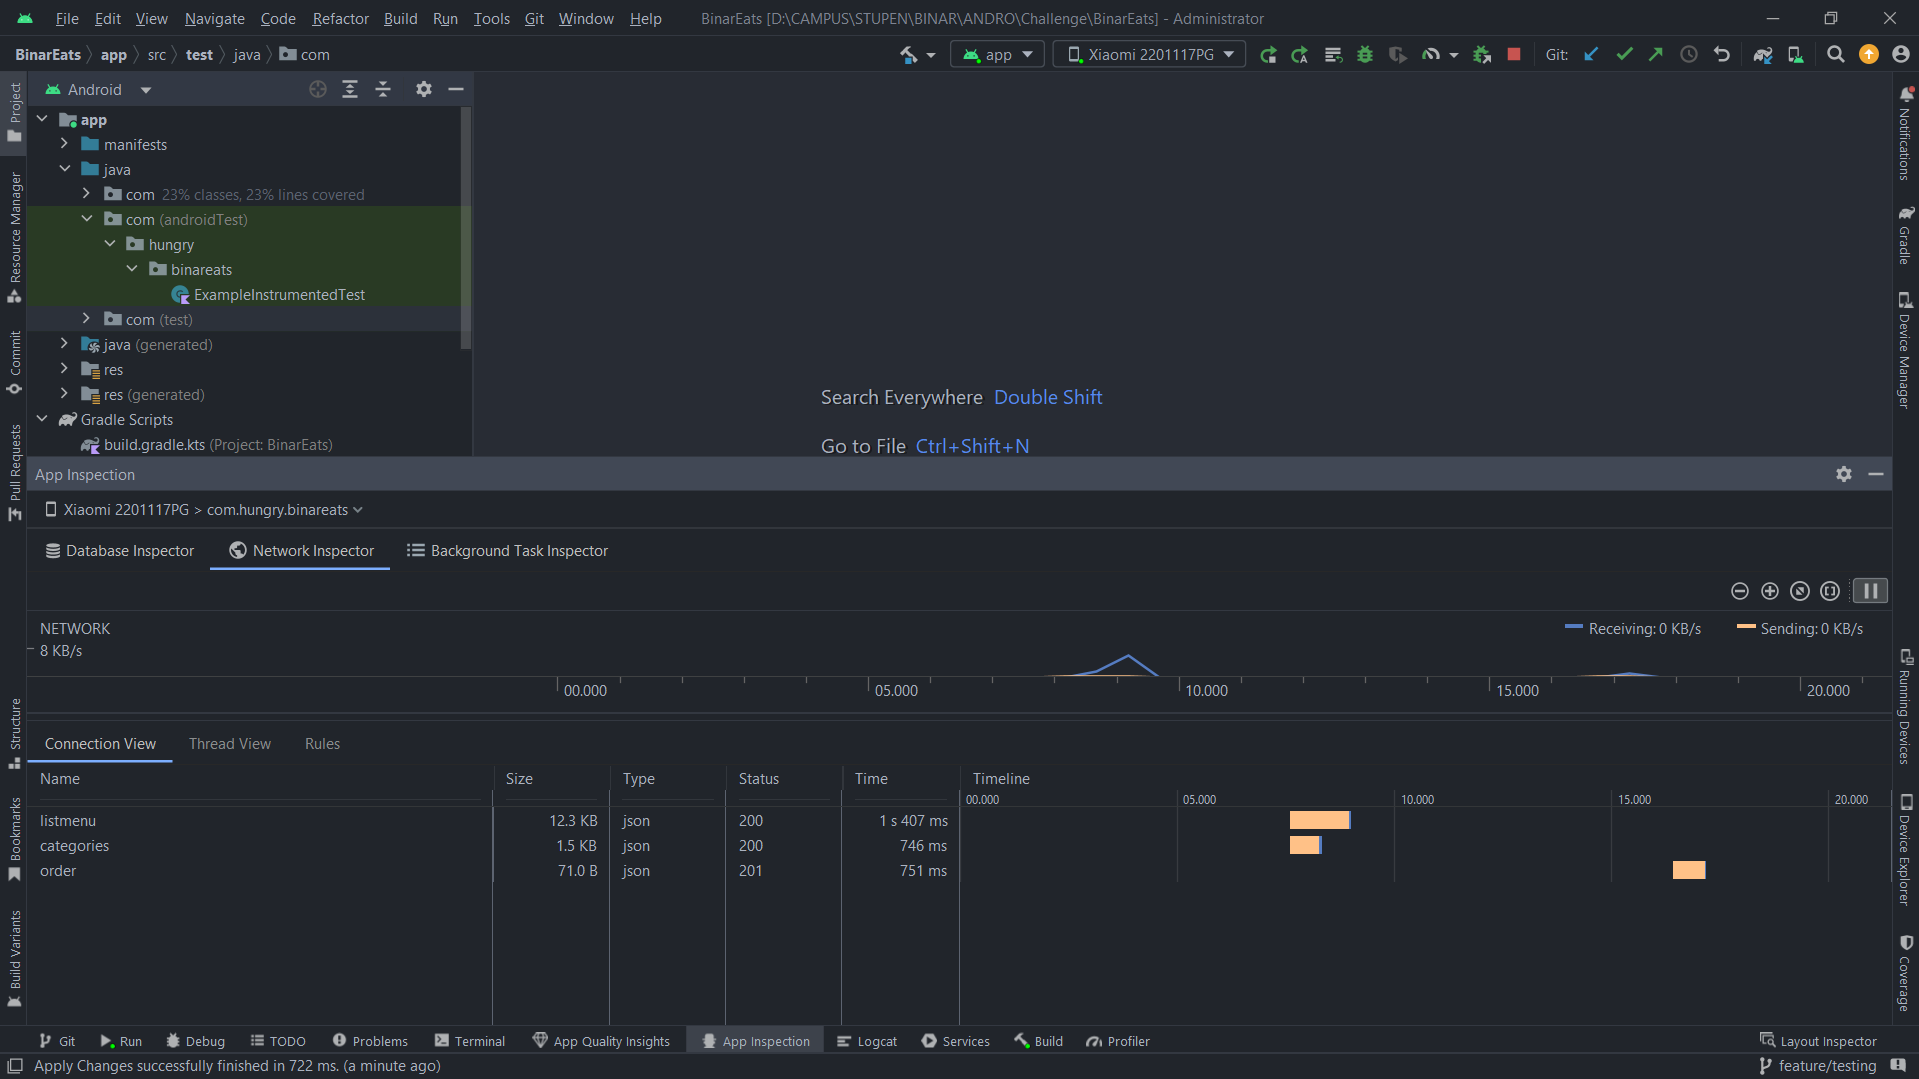 File Edit View Navigate Code Refactor Build Run Tools Git Window Help BinarEats [D:\CAMPUS\STUPEN\BINAR\ANDRO\Challenge\BinarEats] - Administrator
BinarEats app src test java com app Xiaomi 2201117PG Git:
Android
app
manifests
java
com 23% classes, 23% lines covered
com (androidTest)
hungry
binareats
ExampleInstrumentedTest
com (test)
java (generated)
res
res (generated)
Gradle Scripts
build.gradle.kts (Project: BinarEats)
Search Everywhere Double Shift
Go to File Ctrl+Shift+N
Project
Resource Manager
Commit
Pull Requests
Structure
Bookmarks
Build Variants
Notifications
Gradle
Device Manager
Running Devices
Device Explorer
Coverage
App Inspection
Xiaomi 2201117PG > com.hungry.binareats
Database Inspector Network Inspector Background Task Inspector
NETWORK Receiving: 0 KB/s Sending: 0 KB/s
8 KB/s
00.000 05.000 10.000 15.000 20.000
Connection View Thread View Rules
Name Size Type Status Time Timeline
00.000 05.000 10.000 15.000 20.000
listmenu 12.3 KB json 200 1 s 407 ms
categories 1.5 KB json 200 746 ms
order 71.0 B json 201 751 ms
Git Run Debug TODO Problems Terminal App Quality Insights App Inspection Logcat Services Build Profiler Layout Inspector
Apply Changes successfully finished in 722 ms. (a minute ago) feature/testing